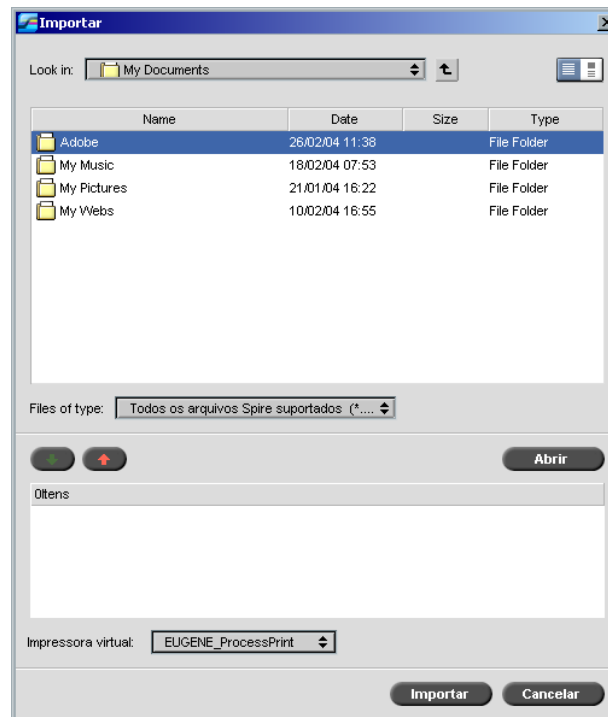 Importar
Look in: My Documents
Name Date Size Type
Adobe 26/02/04 11:38 File Folder
My Music 18/02/04 07:53 File Folder
My Pictures 21/01/04 16:22 File Folder
My Webs 10/02/04 16:55 File Folder
Files of type: Todos os arquivos Spire suportados (*....
Abrir
0Itens
Impressora virtual: EUGENE_ProcessPrint
Importar Cancelar